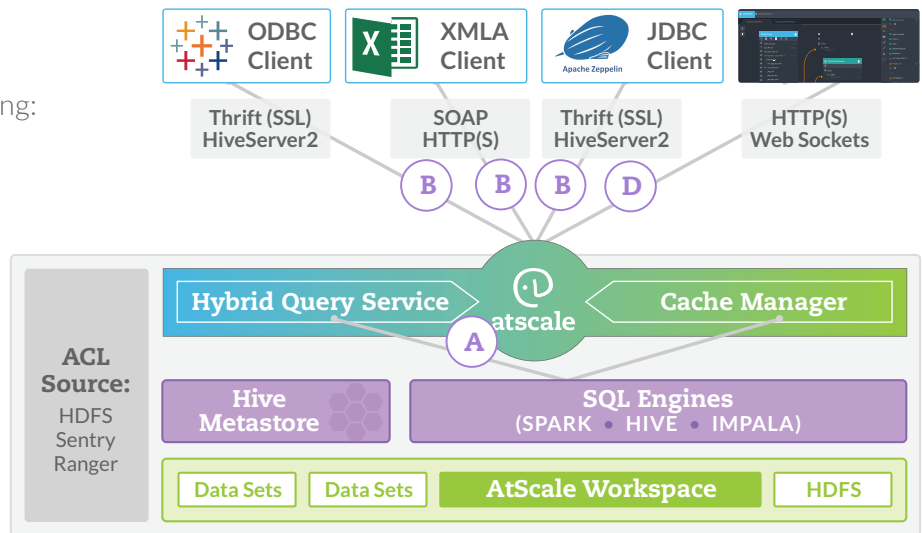 ODBC
Client
XMLA
Client
Apache Zeppelin
JDBC
Client
ng:
Thrift (SSL)
HiveServer2
SOAP
HTTP(S)
Thrift (SSL)
HiveServer2
HTTP(S)
Web Sockets
B
B
B
D
Hybrid Query Service
atscale
Cache Manager
A
ACL
Source:
HDFS
Sentry
Ranger
Hive
Metastore
SQL Engines
(SPARK • HIVE • IMPALA)
Data Sets
Data Sets
AtScale Workspace
HDFS